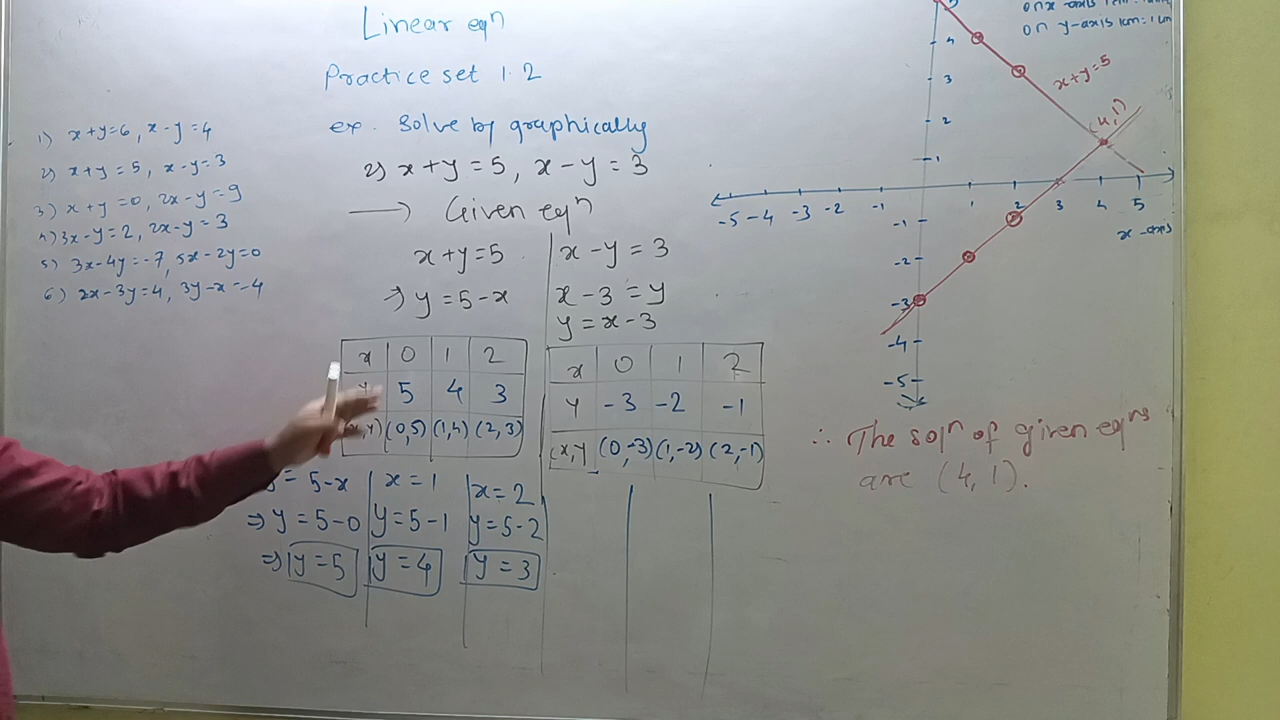 Linear eqn
Practice set 1.2
1) x+y=6, x-y=4
2) x+y=5, x-y=3
3) x+y=0, 2x-y=9
4) 3x-y=2, 2x-y=3
5) 3x-4y=-7, 5x-2y=0
6) 2x-3y=4, 3y-x=-4
ex. Solve by graphically
2) x+y=5, x-y=3
→ Given eqn
x+y=5
⇒ y=5-x
x-y=3
x-3=y
y=x-3
x 0 1 2
5 4 3
(0,5) (1,4) (2,3)
x 0 1 2
y -3 -2 -1
(x,y (0,-3) (1,-2) (2,-1)
= 5-x
⇒ y=5-0
⇒ y=5
x=1
y=5-1
y=4
x=2
y=5-2
y=3
on y-axis 1cm=1cm
4
3
2
1
-5 -4 -3 -2 -1 1 2 3 4 5
-1
-2
-3
-4
-5
x-axis
x+y=5
(4,1)
∴ The soln of given eqns
are (4,1).